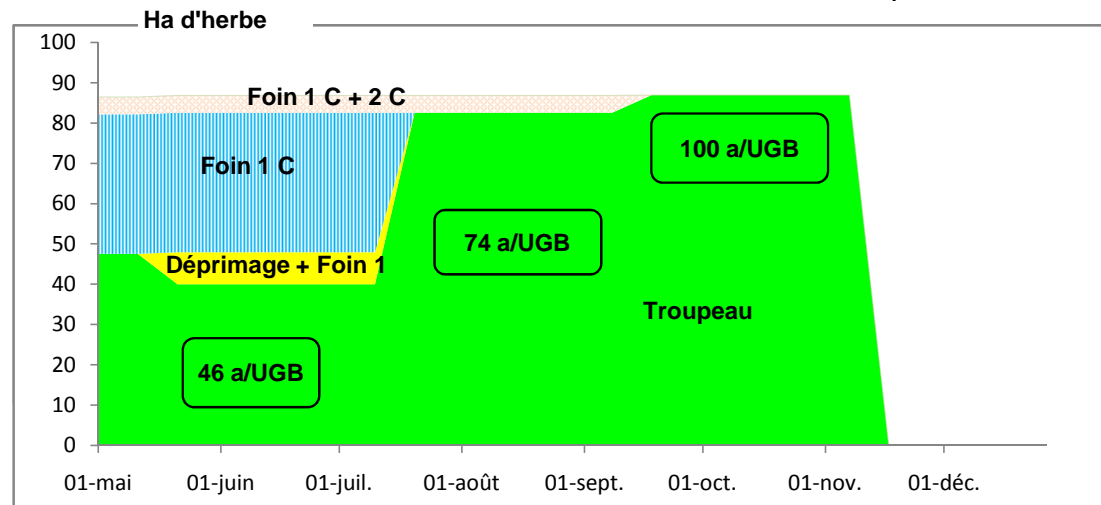 Ha d'herbe
100
90
80
70
60
50
40
30
20
10
0
Foin 1 C + 2 C
Foin 1 C
100 a/UGB
74 a/UGB
Déprimage + Foin 1
Troupeau
46 a/UGB
01-mai 01-juin 01-juil. 01-août 01-sept. 01-oct. 01-nov. 01-déc.